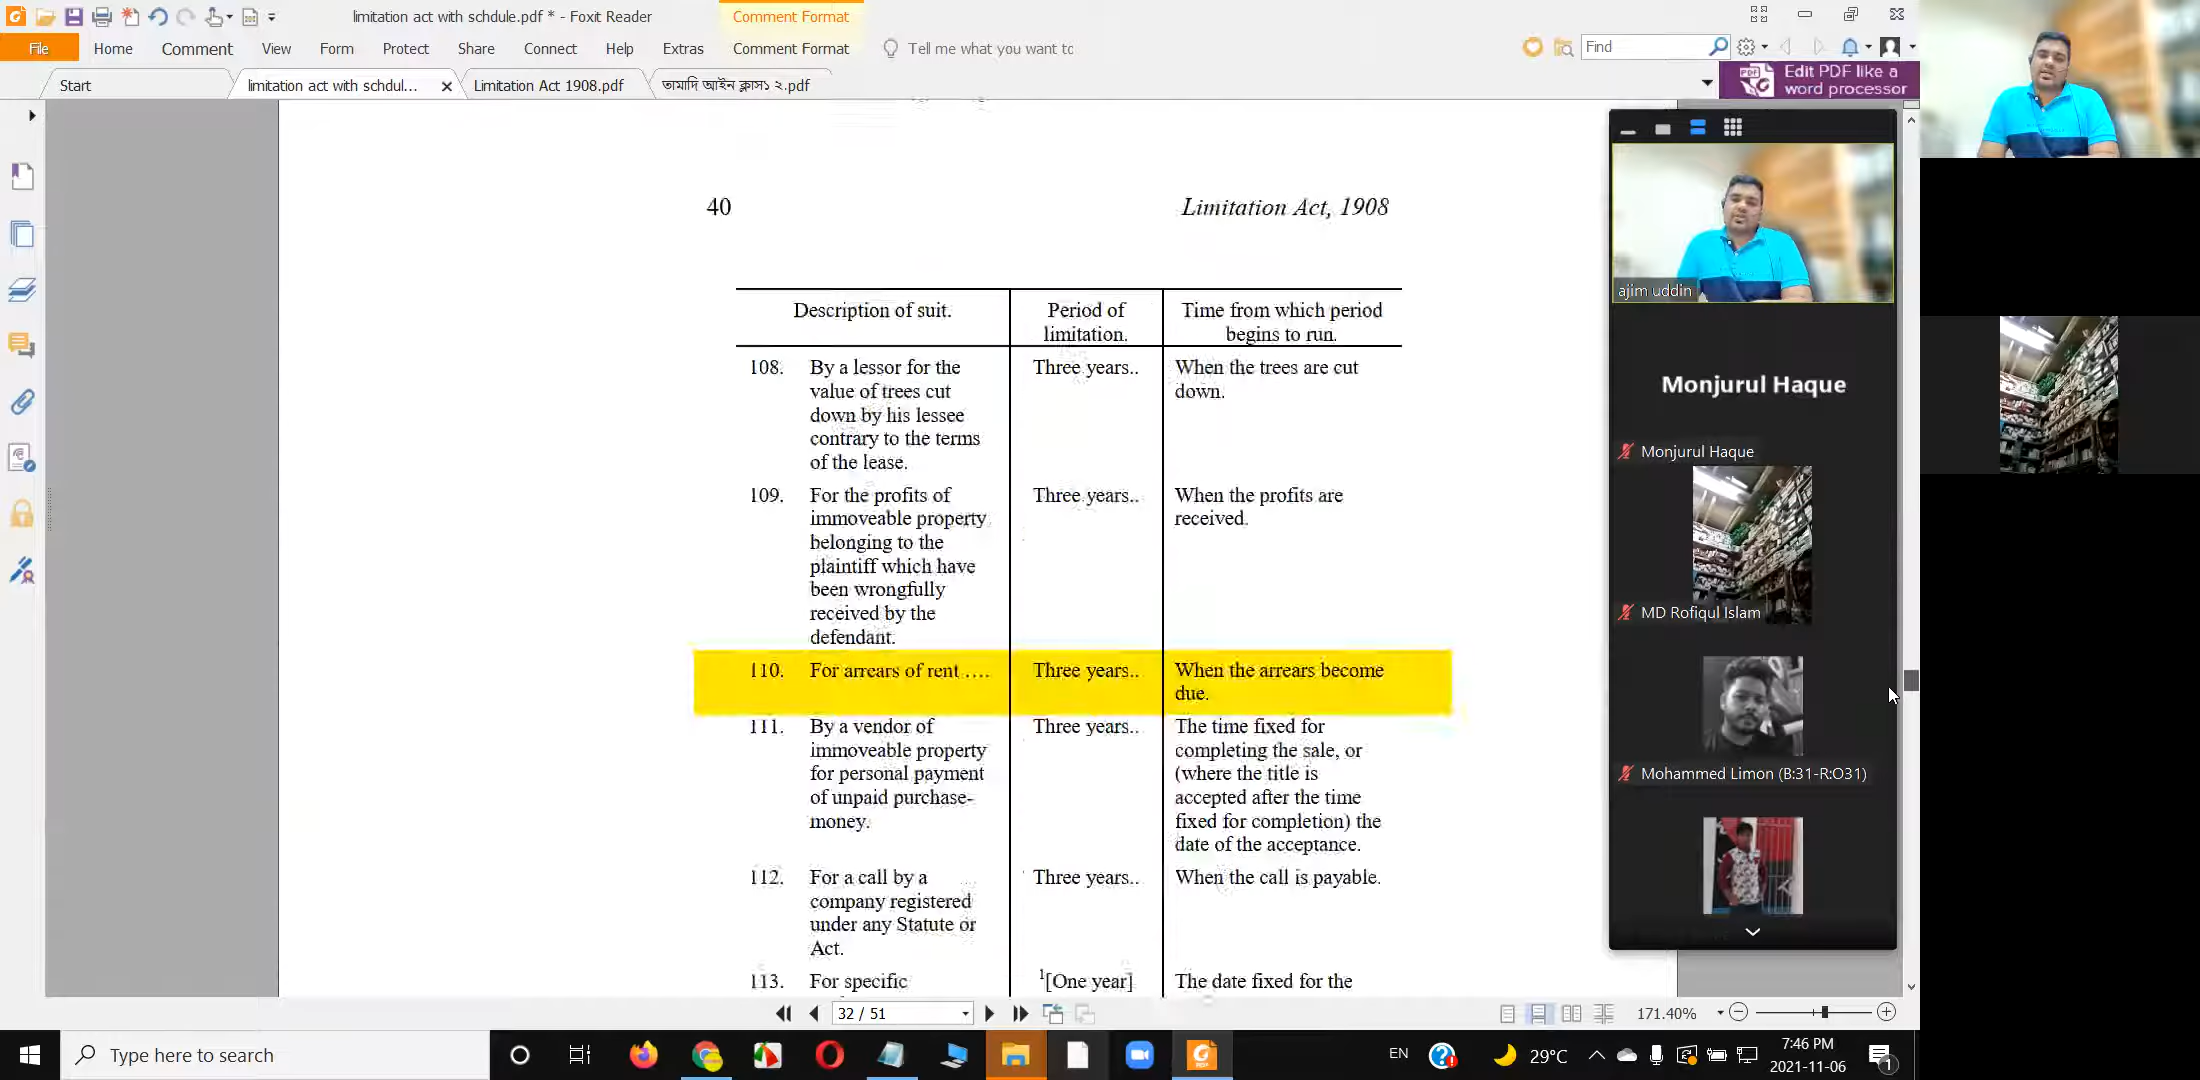 limitation act with schdule.pdf * - Foxit Reader
Comment Format
File
Home
Comment
View
Form
Protect
Share
Connect
Help
Extras
Comment Format
Tell me what you want to
Find
Start
limitation act with schdul...
Limitation Act 1908.pdf
তামাদি আইন ক্লাস১ ২.pdf
Edit PDF like a
word processor
40
Limitation Act, 1908
Description of suit.
Period of
limitation.
Time from which period
begins to run.
108. By a lessor for the Three years.. When the trees are cut
value of trees cut down.
down by his lessee
contrary to the terms
of the lease.
109. For the profits of Three years.. When the profits are
immoveable property received.
belonging to the
plaintiff which have
been wrongfully
received by the
defendant.
110. For arrears of rent .... Three years.. When the arrears become
due.
111. By a vendor of Three years.. The time fixed for
immoveable property completing the sale, or
for personal payment (where the title is
of unpaid purchase- accepted after the time
money. fixed for completion) the
date of the acceptance.
112. For a call by a Three years.. When the call is payable.
company registered
under any Statute or
Act.
113. For specific 1[One year] The date fixed for the
ajim uddin
Monjurul Haque
Monjurul Haque
MD Rofiqul Islam
Mohammed Limon (B:31-R:O31)
32 / 51
171.40%
Type here to search
EN
29°C
7:46 PM
2021-11-06
1